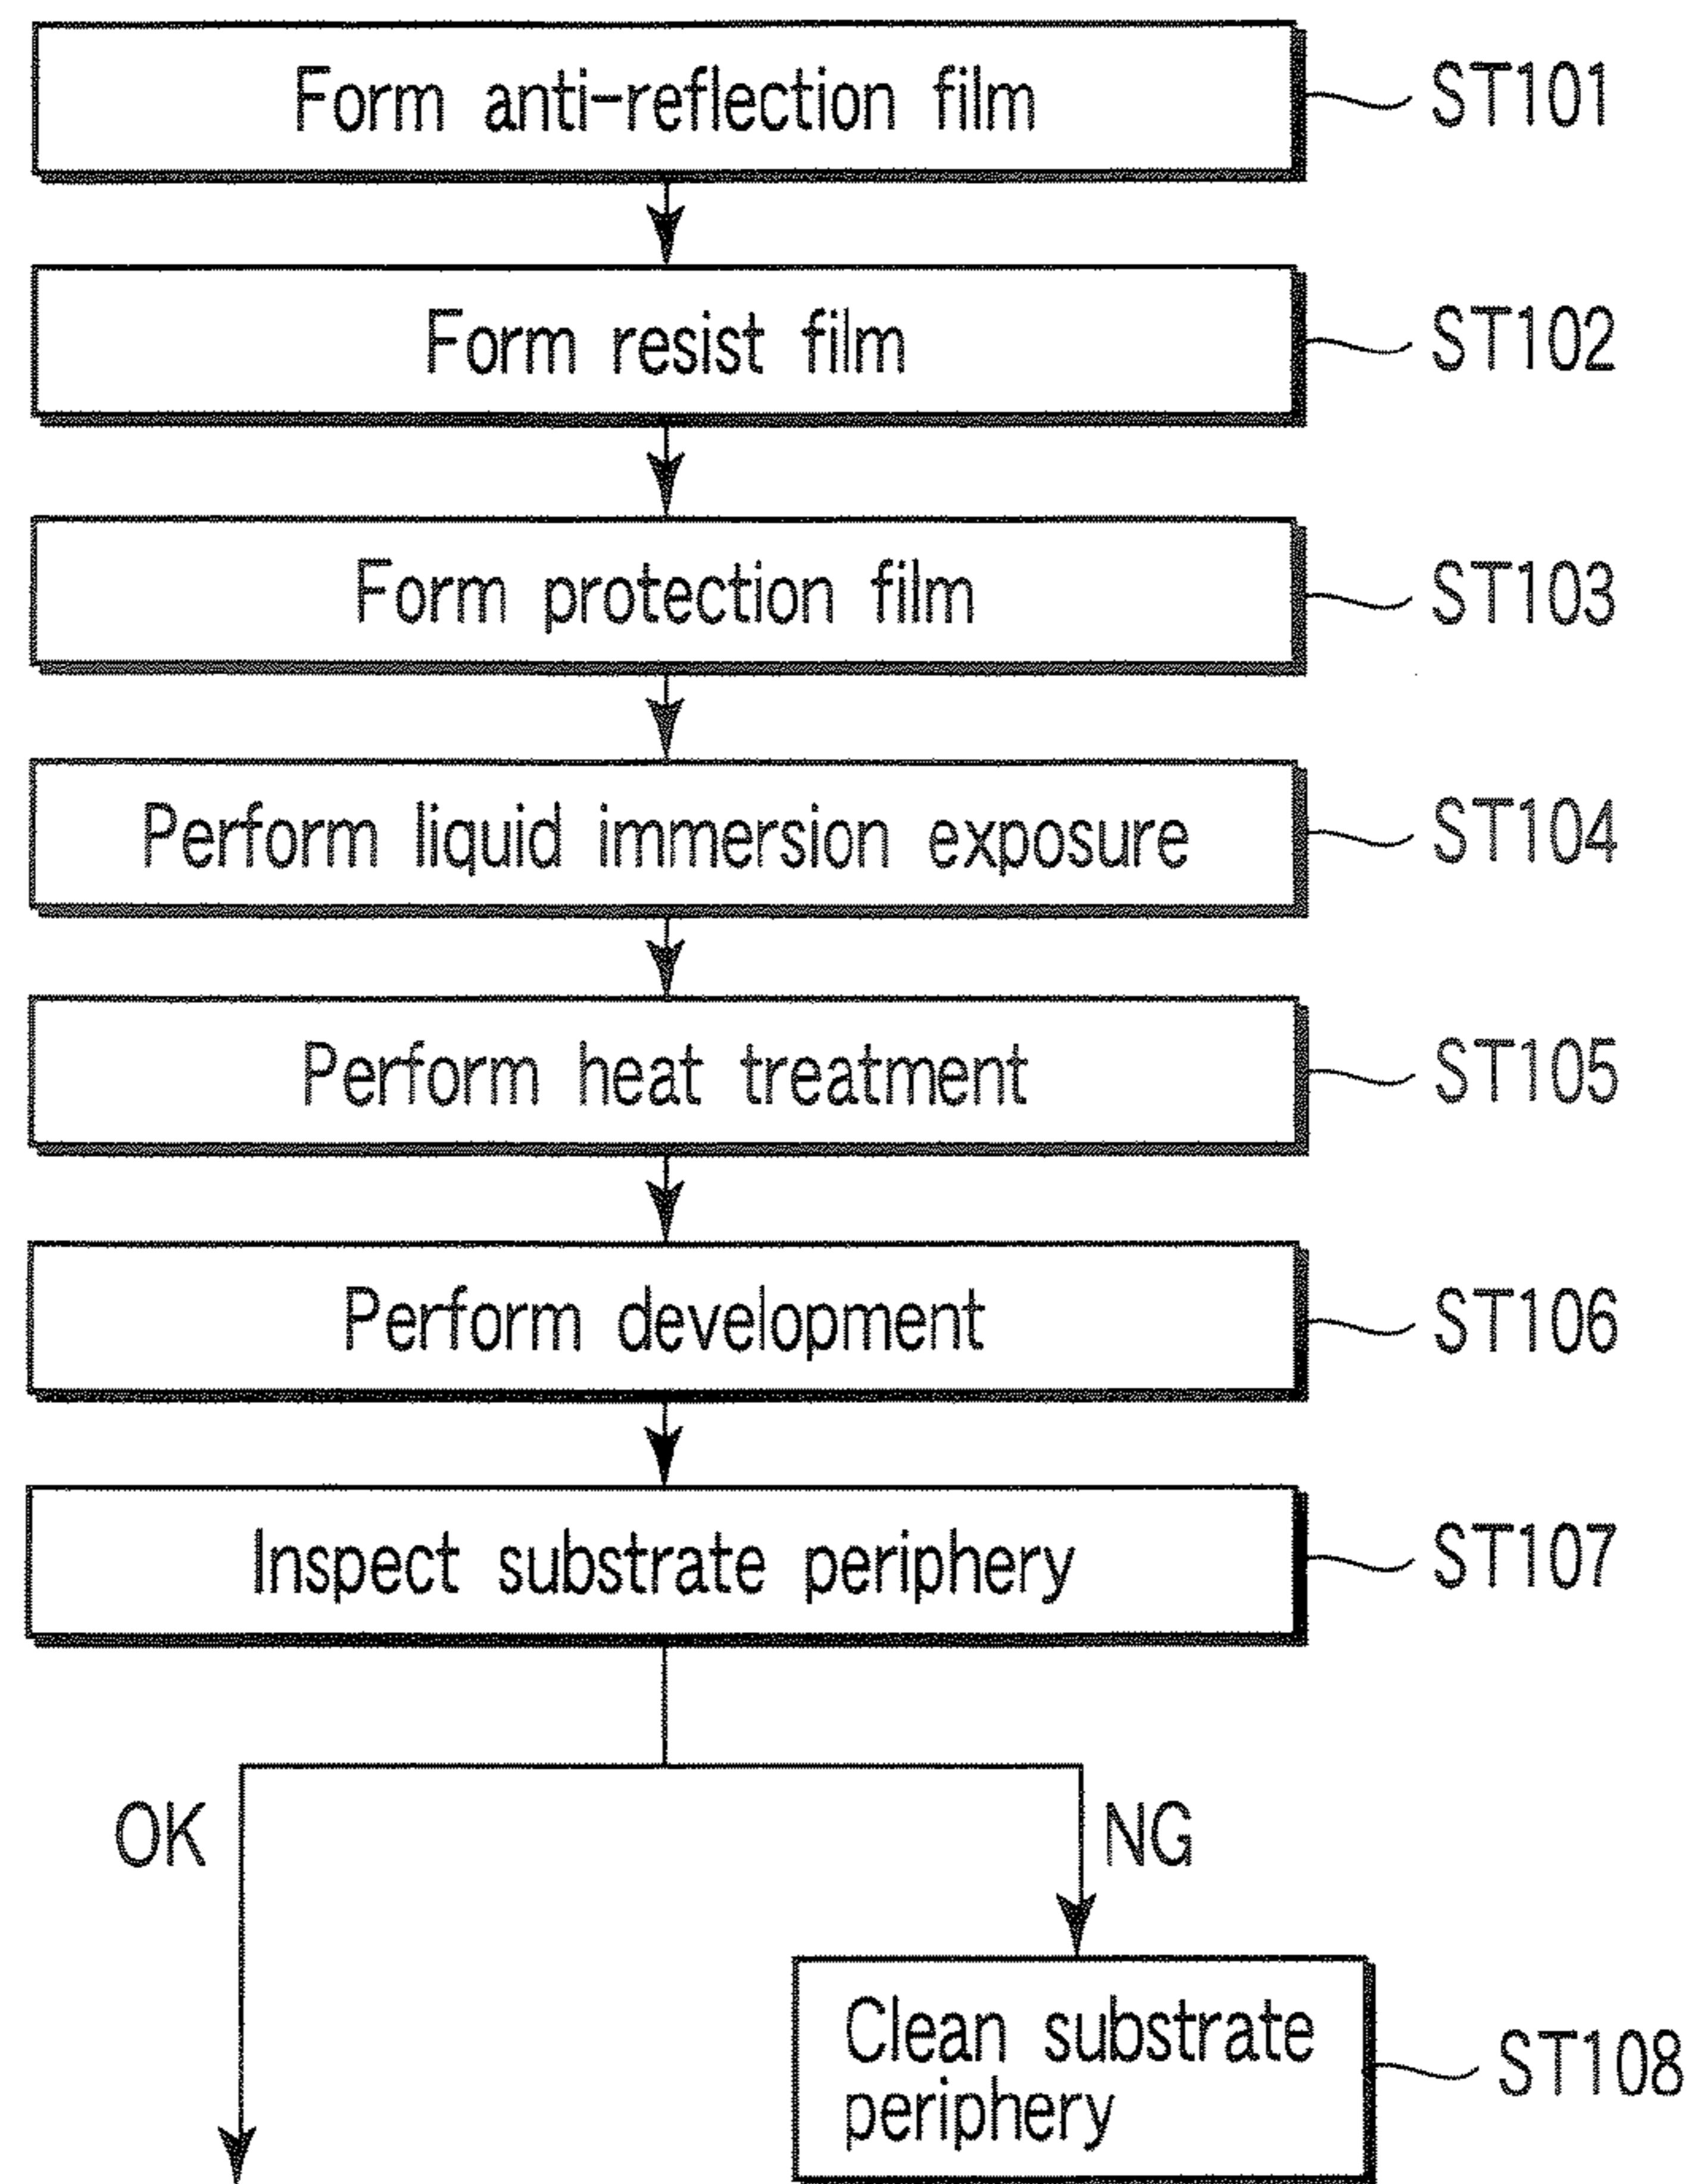 Form anti-reflection film ST101
Form resist film ST102
Form protection film ST103
Perform liquid immersion exposure ST104
Perform heat treatment ST105
Perform development ST106
Inspect substrate periphery ST107
OK NG
Clean substrate
periphery ST108